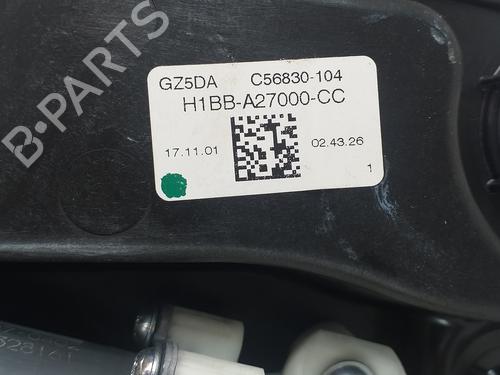 B-PARTS
GZ5DA C56830-104
H1BB-A27000-CC
17.11.01 02.43.26
1